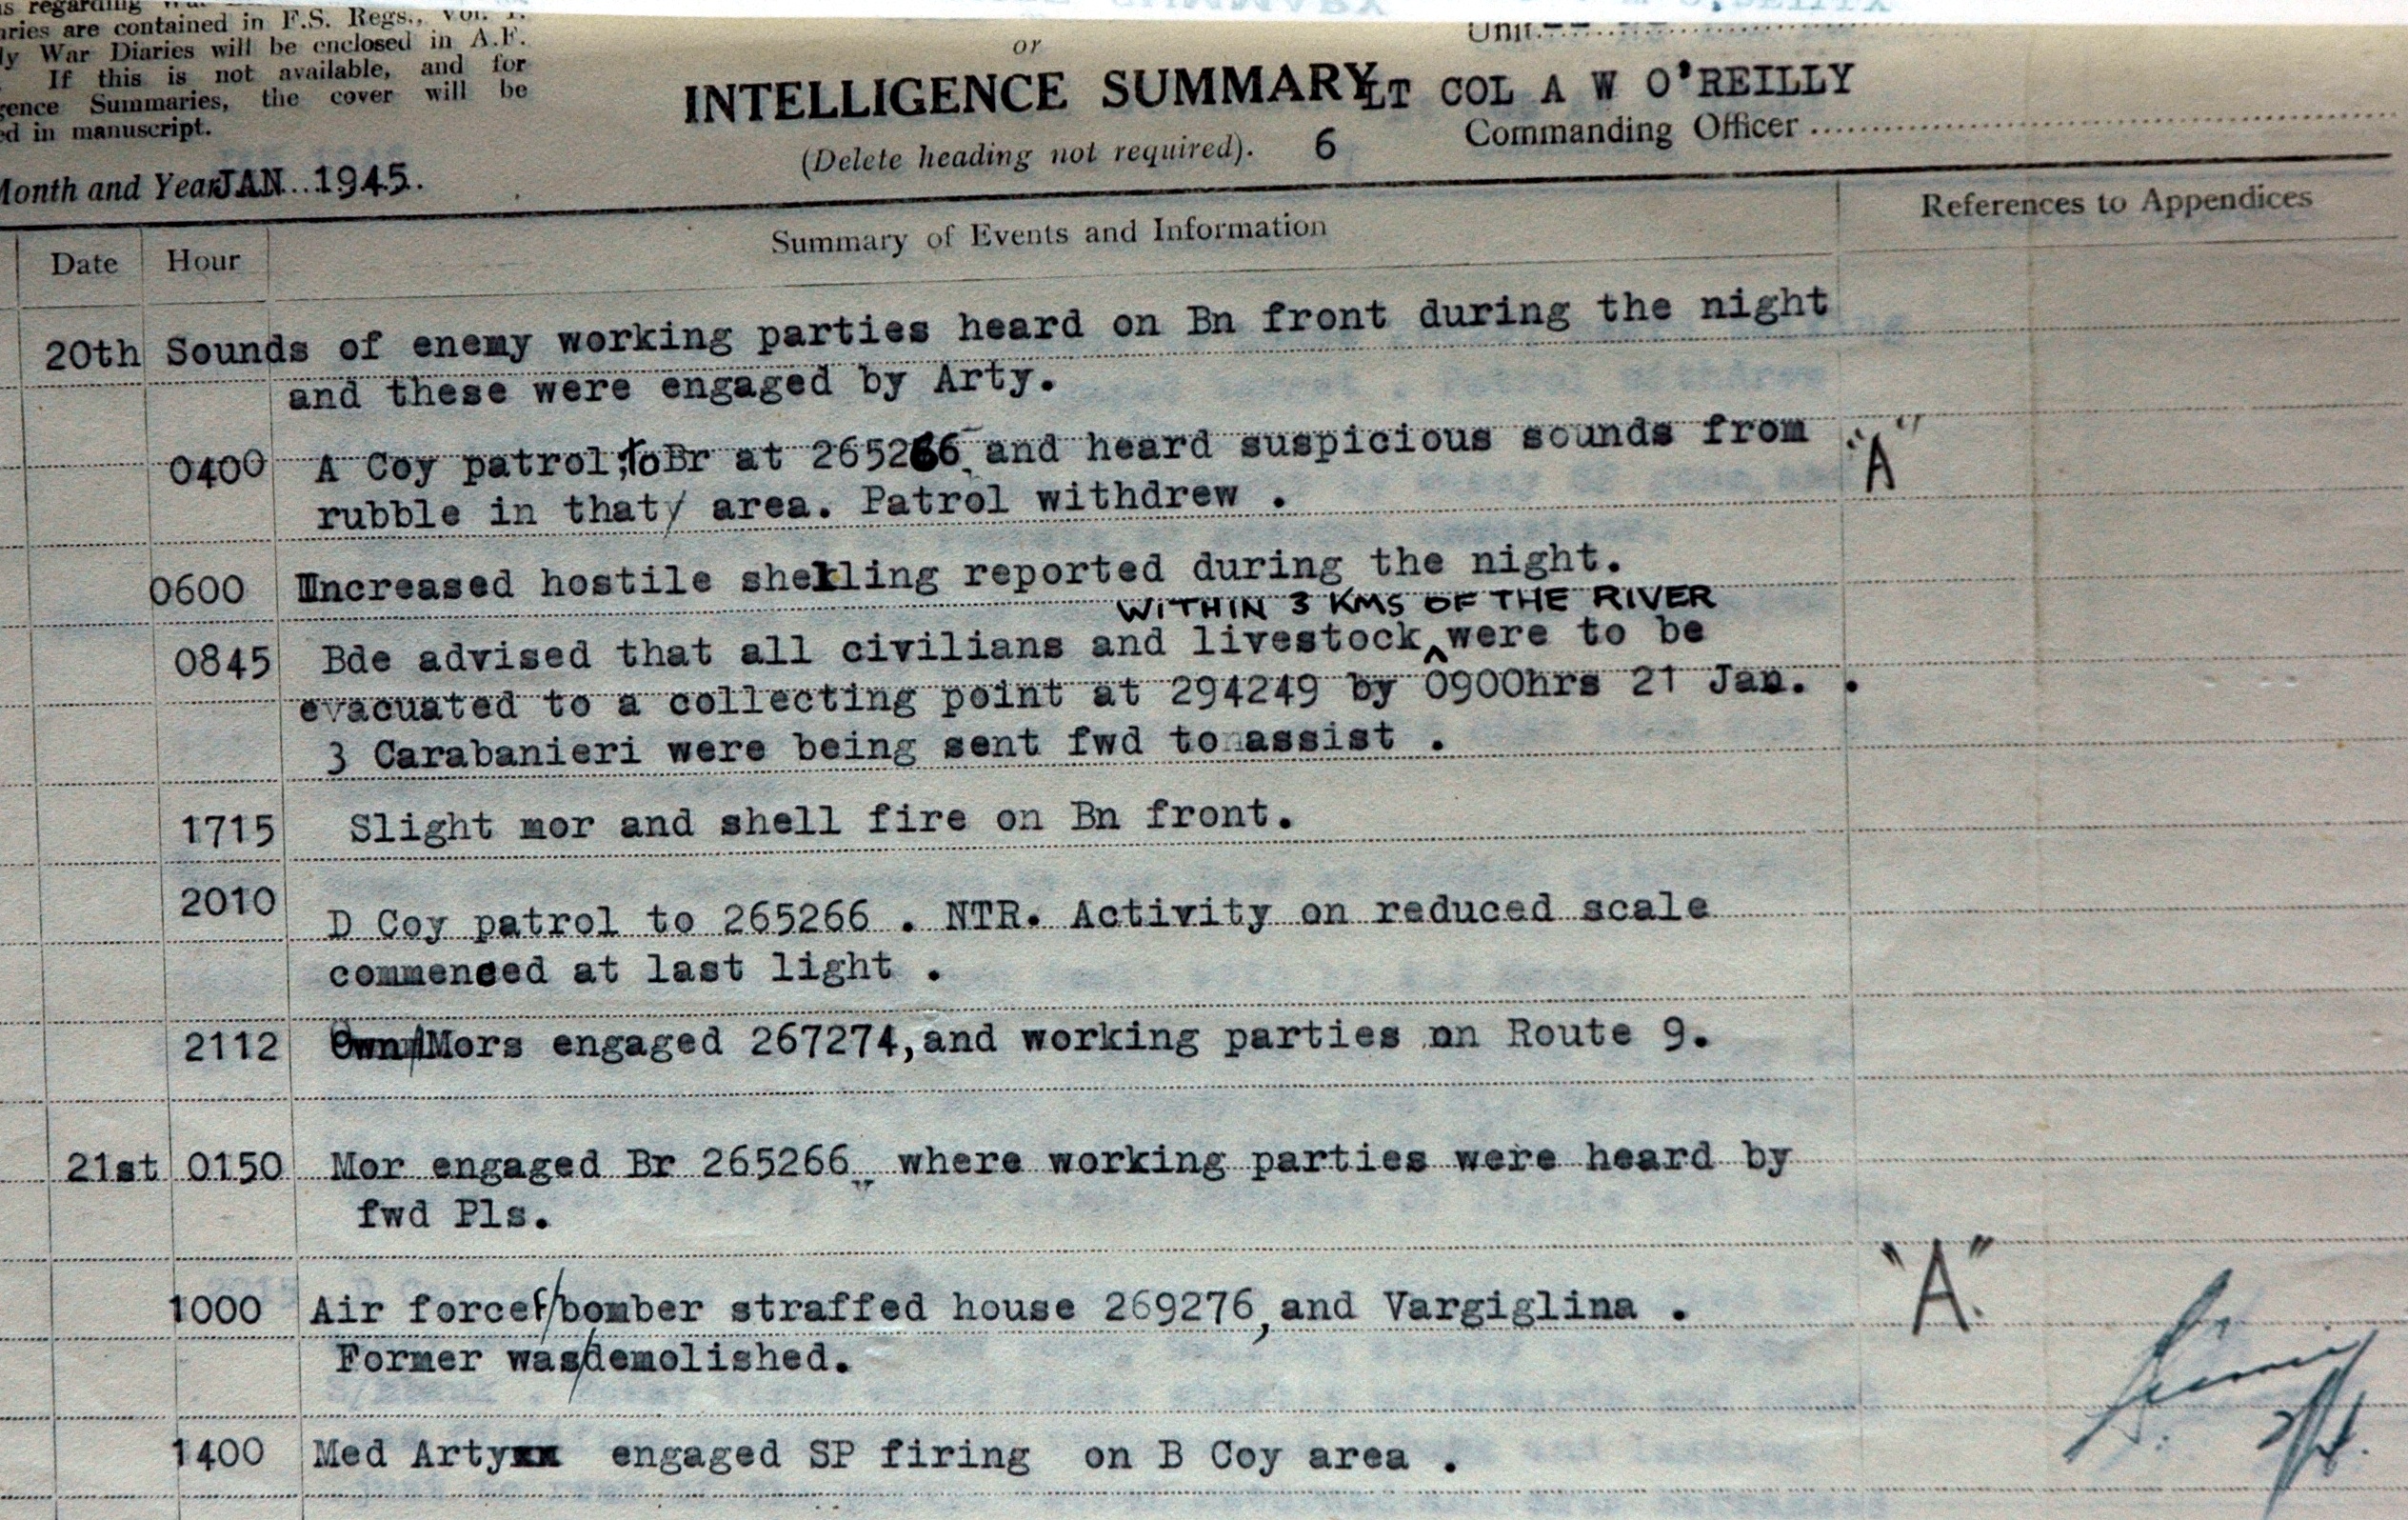 regarding
aries are contained in F.S. Regs., Vol. I.
ly War Diaries will be enclosed in A.F.
If this is not available, and for
gence Summaries, the cover will be
ed in manuscript.
or
INTELLIGENCE SUMMARY
(Delete heading not required). 6
Unit
LT COL A W O'REILLY
Commanding Officer
Month and Year JAN 1945.
Date Hour Summary of Events and Information References to Appendices
20th Sounds of enemy working parties heard on Bn front during the night
and these were engaged by Arty.
0400 A Coy patrol to Br at 265266 and heard suspicious sounds from "A"
rubble in that/ area. Patrol withdrew .
0600 Increased hostile shelling reported during the night.
WITHIN 3 KMS OF THE RIVER
0845 Bde advised that all civilians and livestock ^ were to be
evacuated to a collecting point at 294249 by 0900hrs 21 Jan. .
3 Carabanieri were being sent fwd to assist .
1715 Slight mor and shell fire on Bn front.
2010 D Coy patrol to 265266 . NTR. Activity on reduced scale
commenced at last light .
2112 Own/Mors engaged 267274, and working parties on Route 9.
21st 0150 Mor engaged Br 265266 where working parties were heard by
fwd Pls.
1000 Air force f/bomber straffed house 269276, and Vargiglina . "A".
Former was/demolished.
1400 Med Artyxx engaged SP firing on B Coy area .